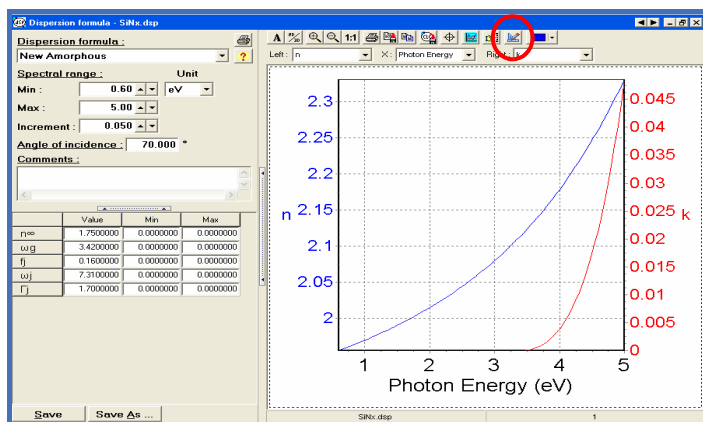 Dispersion formula - SiNx.dsp
Dispersion formula :
New Amorphous
?
Spectral range : Unit
Min : 0.60 eV
Max : 5.00
Increment : 0.050
Angle of incidence : 70.000 °
Comments :
Value Min Max
n∞ 1.7500000 0.0000000 0.0000000
ωg 3.4200000 0.0000000 0.0000000
fj 0.1600000 0.0000000 0.0000000
ωj 7.3100000 0.0000000 0.0000000
Γj 1.7000000 0.0000000 0.0000000
Save Save As ...
A 1:1
Left : n X : Photon Energy Right : k
2.3
2.25
2.2
2.15
2.1
2.05
2
n
0.045
0.04
0.035
0.03
0.025
0.02
0.015
0.01
0.005
0
k
1 2 3 4 5
Photon Energy (eV)
SiNx.dsp 1